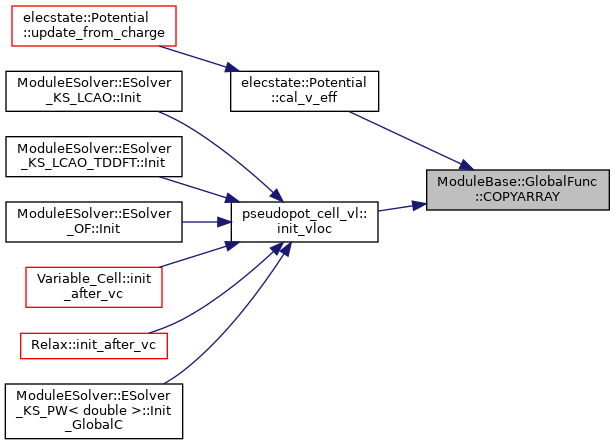 elecstate::Potential
::update_from_charge
ModuleESolver::ESolver
_KS_LCAO::Init
elecstate::Potential
::cal_v_eff
ModuleESolver::ESolver
_KS_LCAO_TDDFT::Init
ModuleBase::GlobalFunc
::COPYARRAY
ModuleESolver::ESolver
_OF::Init
pseudopot_cell_vl::
init_vloc
Variable_Cell::init
_after_vc
Relax::init_after_vc
ModuleESolver::ESolver
_KS_PW< double >::Init
_GlobalC